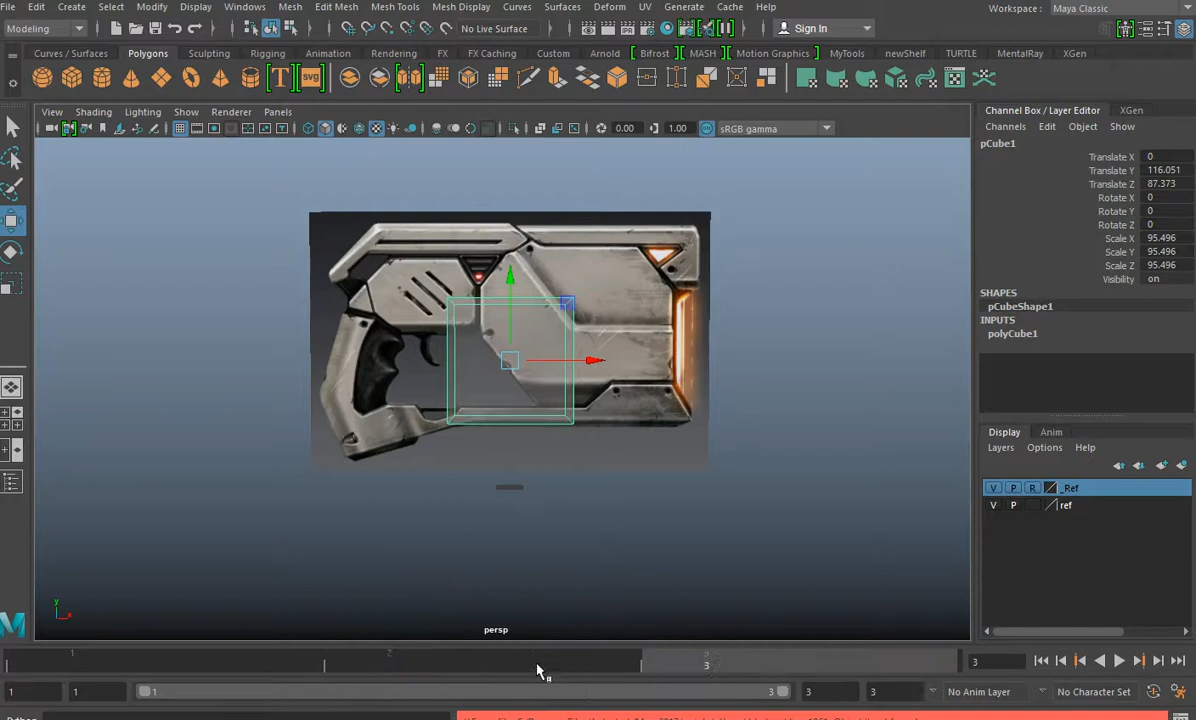 File Edit Create Select Modify Display Windows Mesh Edit Mesh Mesh Tools Mesh Display Curves Surfaces Deform UV Generate Cache Help Workspace : Maya Classic
Modeling No Live Surface Sign In
Curves / Surfaces Polygons Sculpting Rigging Animation Rendering FX FX Caching Custom Arnold Bifrost MASH Motion Graphics MyTools newShelf TURTLE MentalRay XGen
T svg
View Shading Lighting Show Renderer Panels
0.00 1.00 sRGB gamma
Channel Box / Layer Editor XGen
Channels Edit Object Show
pCube1
Translate X 0
Translate Y 116.051
Translate Z 87.373
Rotate X 0
Rotate Y 0
Rotate Z 0
Scale X 95.496
Scale Y 95.496
Scale Z 95.496
Visibility on
SHAPES
pCubeShape1
INPUTS
polyCube1
Display Anim
Layers Options Help
V P R _Ref
V P ref
y
x
persp
1 2 3 3
1 1 1 3 3 3 No Anim Layer No Character Set